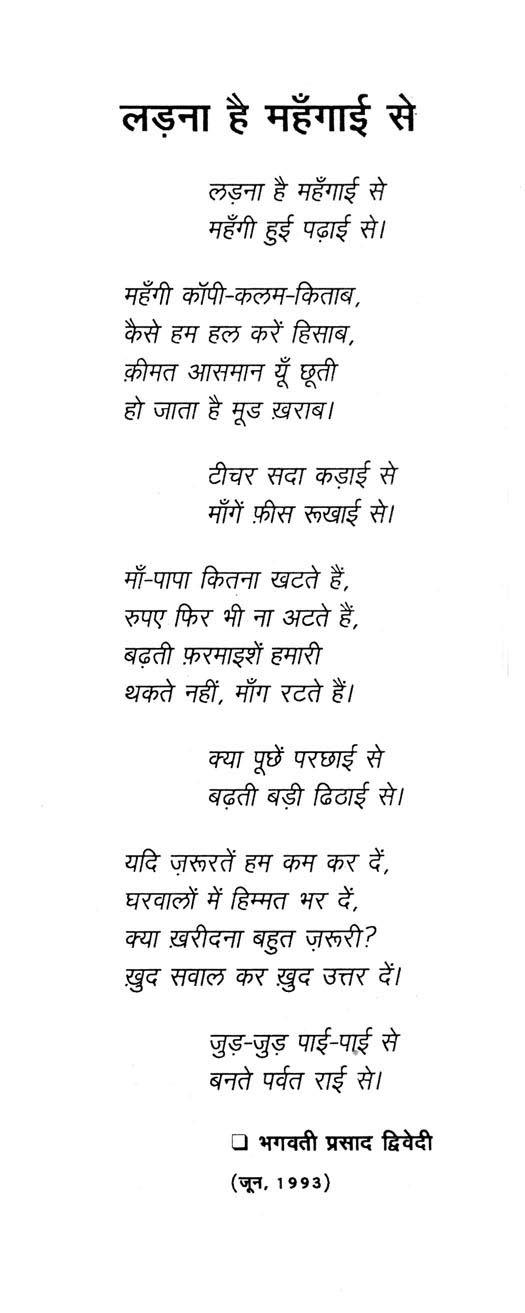 लड़ना है महँगाई से
लड़ना है महँगाई से
महँगी हुई पढ़ाई से।
महँगी कॉपी-कलम-किताब,
कैसे हम हल करें हिसाब,
क़ीमत आसमान यूँ छूती
हो जाता है मूड ख़राब।
टीचर सदा कड़ाई से
माँगें फ़ीस रूखाई से।
माँ-पापा कितना खटते हैं,
रुपए फिर भी ना अटते हैं,
बढ़ती फ़रमाइशें हमारी
थकते नहीं, माँग रटते हैं।
क्या पूछें परछाई से
बढ़ती बड़ी ढिठाई से।
यदि ज़रूरतें हम कम कर दें,
घरवालों में हिम्मत भर दें,
क्या ख़रीदना बहुत ज़रूरी?
ख़ुद सवाल कर ख़ुद उत्तर दें।
जुड़-जुड़ पाई-पाई से
बनते पर्वत राई से।
❑ भगवती प्रसाद द्विवेदी
(जून, 1993)